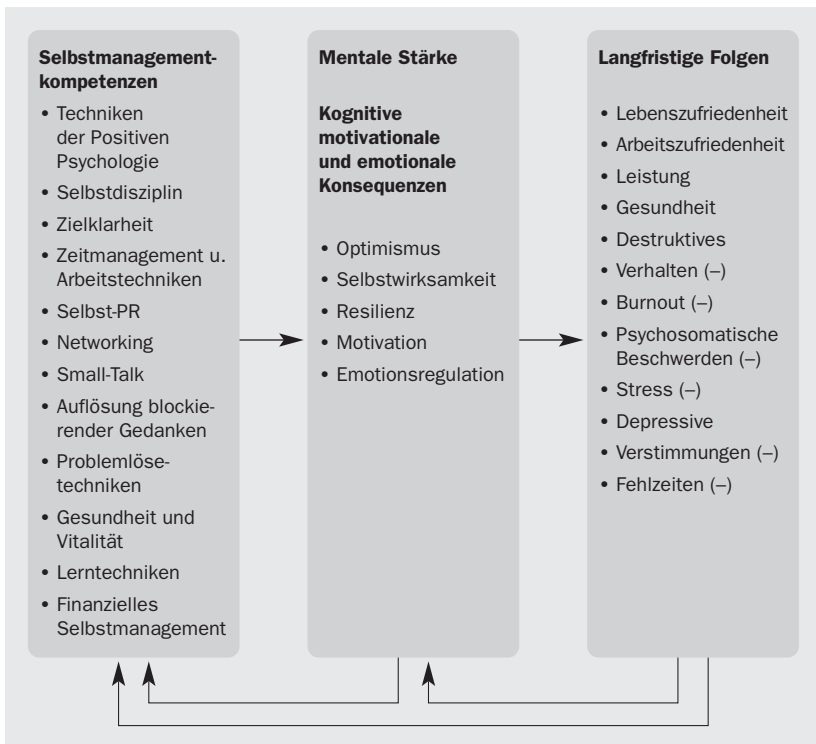 Selbstmanagement-
kompetenzen
• Techniken
der Positiven
Psychologie
• Selbstdisziplin
• Zielklarheit
• Zeitmanagement u.
Arbeitstechniken
• Selbst-PR
• Networking
• Small-Talk
• Auflösung blockie-
render Gedanken
• Problemlöse-
techniken
• Gesundheit und
Vitalität
• Lerntechniken
• Finanzielles
Selbstmanagement
Mentale Stärke
Kognitive
motivationale
und emotionale
Konsequenzen
• Optimismus
• Selbstwirksamkeit
• Resilienz
• Motivation
• Emotionsregulation
Langfristige Folgen
• Lebenszufriedenheit
• Arbeitszufriedenheit
• Leistung
• Gesundheit
• Destruktives
• Verhalten (–)
• Burnout (–)
• Psychosomatische
Beschwerden (–)
• Stress (–)
• Depressive
• Verstimmungen (–)
• Fehlzeiten (–)